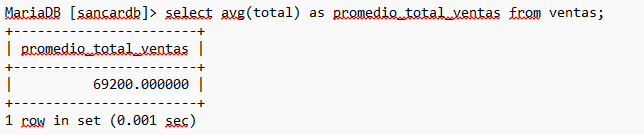 MariaDB [sancardb]> select avg(total) as promedio_total_ventas from ventas;
+-----------------------+
| promedio_total_ventas |
+-----------------------+
|          69200.000000 |
+-----------------------+
1 row in set (0.001 sec)